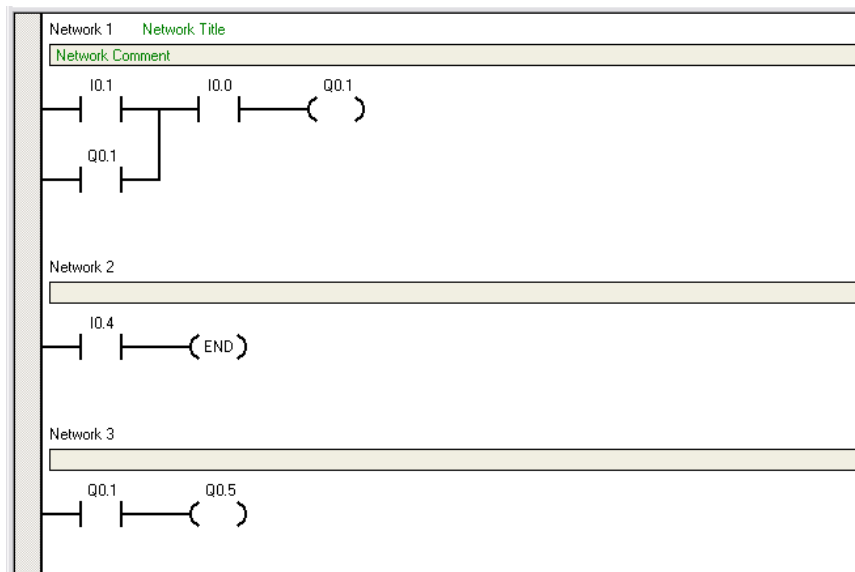 Network 1 Network Title
Network Comment
I0.1 I0.0 Q0.1
Q0.1
Network 2
I0.4
END
Network 3
Q0.1 Q0.5